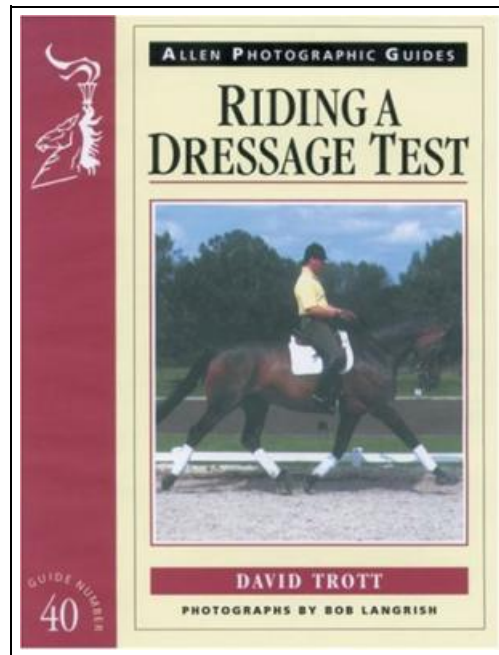 ALLEN PHOTOGRAPHIC GUIDES
RIDING A
DRESSAGE TEST
DAVID TROTT
PHOTOGRAPHS BY BOB LANGRISH
GUIDE NUMBER
40